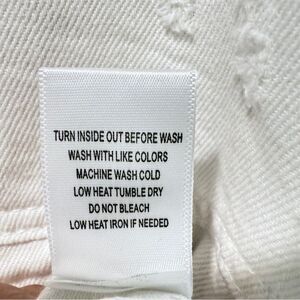 TURN INSIDE OUT BEFORE WASH
WASH WITH LIKE COLORS
MACHINE WASH COLD
LOW HEAT TUMBLE DRY
DO NOT BLEACH
LOW HEAT IRON IF NEEDED